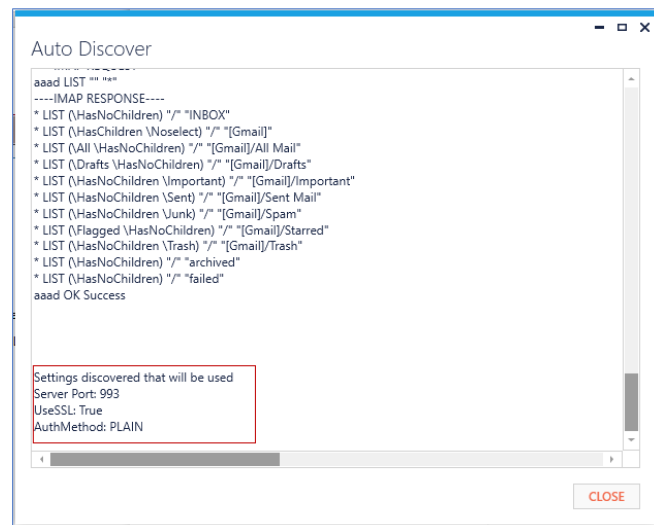 Auto Discover
----IMAP REQUEST----
aaad LIST "" "*"
----IMAP RESPONSE----
* LIST (\HasNoChildren) "/" "INBOX"
* LIST (\HasChildren \Noselect) "/" "[Gmail]"
* LIST (\All \HasNoChildren) "/" "[Gmail]/All Mail"
* LIST (\Drafts \HasNoChildren) "/" "[Gmail]/Drafts"
* LIST (\HasNoChildren \Important) "/" "[Gmail]/Important"
* LIST (\HasNoChildren \Sent) "/" "[Gmail]/Sent Mail"
* LIST (\HasNoChildren \Junk) "/" "[Gmail]/Spam"
* LIST (\Flagged \HasNoChildren) "/" "[Gmail]/Starred"
* LIST (\HasNoChildren \Trash) "/" "[Gmail]/Trash"
* LIST (\HasNoChildren) "/" "archived"
* LIST (\HasNoChildren) "/" "failed"
aaad OK Success
Settings discovered that will be used
Server Port: 993
UseSSL: True
AuthMethod: PLAIN
CLOSE